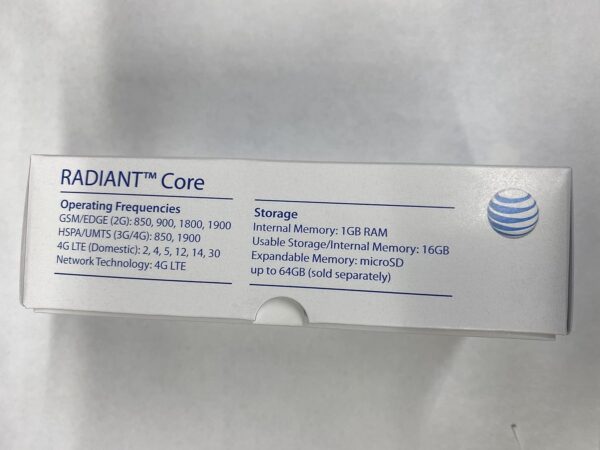 RADIANT™ Core
Operating Frequencies
GSM/EDGE (2G): 850, 900, 1800, 1900
HSPA/UMTS (3G/4G): 850, 1900
4G LTE (Domestic): 2, 4, 5, 12, 14, 30
Network Technology: 4G LTE
Storage
Internal Memory: 1GB RAM
Usable Storage/Internal Memory: 16GB
Expandable Memory: microSD
up to 64GB (sold separately)